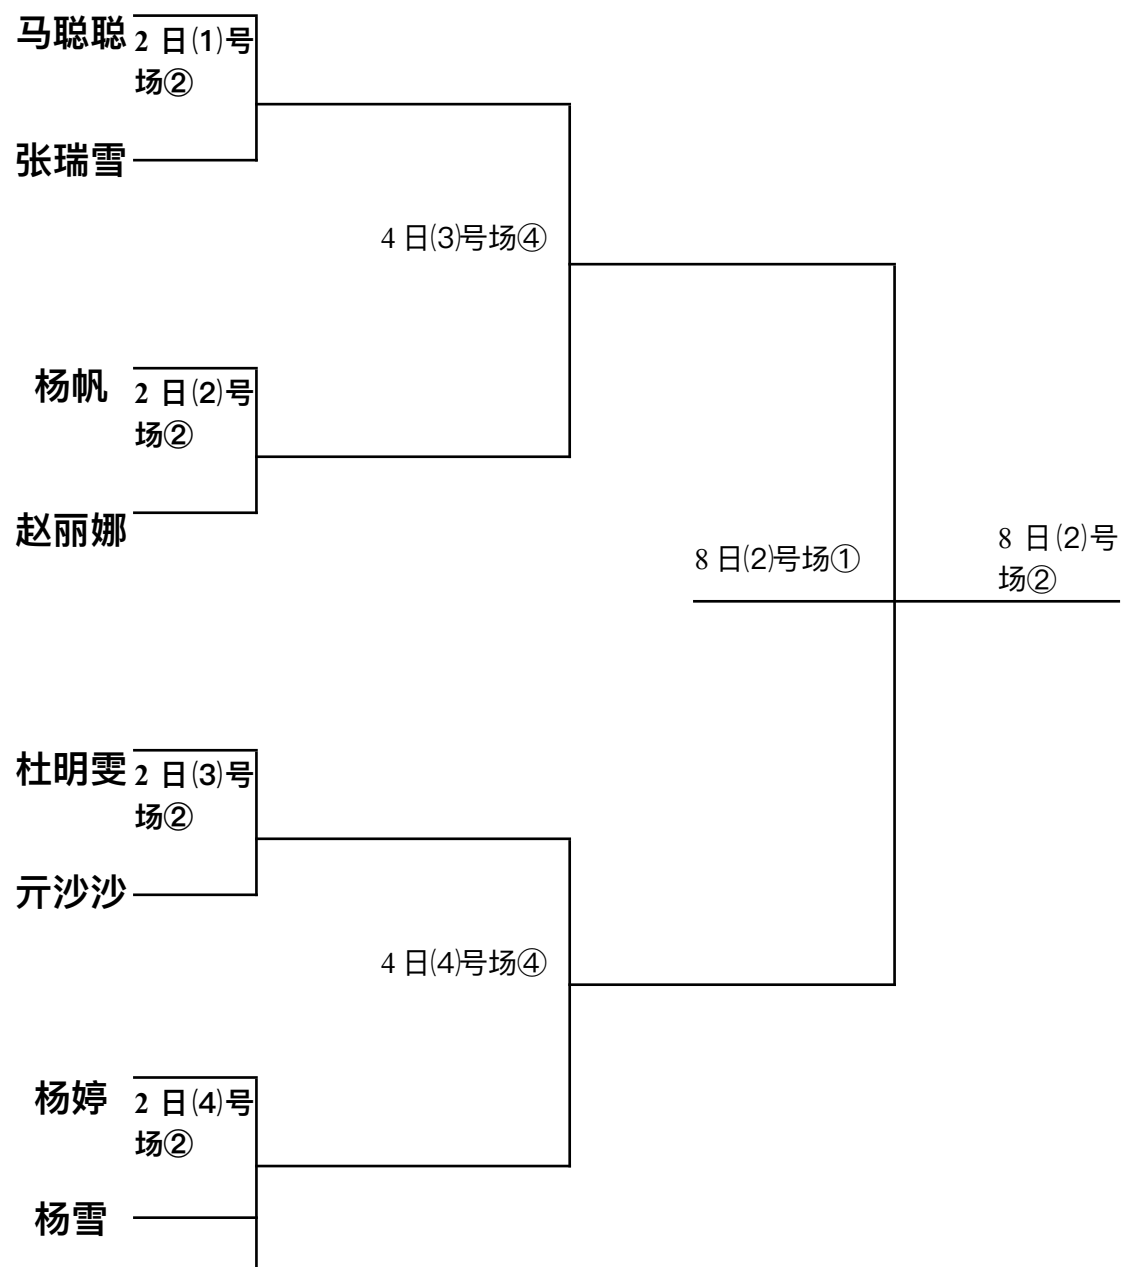 马聪聪
2 日(1)号
场②
张瑞雪
4 日(3)号场④
杨帆
2 日(2)号
场②
赵丽娜
8 日(2)号场①
8 日(2)号
场②
杜明雯
2 日(3)号
场②
亓沙沙
4 日(4)号场④
杨婷
2 日(4)号
场②
杨雪